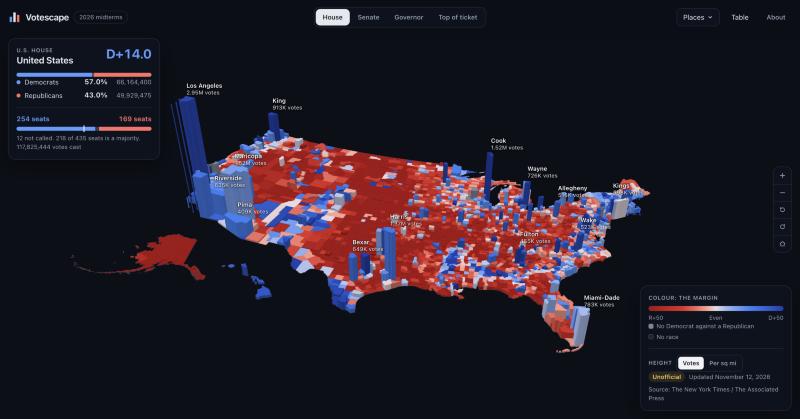 Votescape
2026 midterms
House
Senate
Governor
Top of ticket
Places
Table
About
U.S. HOUSE
United States
D+14.0
Democrats 57.0% 66,164,400
Republicans 43.0% 49,929,475
254 seats 169 seats
12 not called. 218 of 435 seats is a majority.
117,825,444 votes cast
Los Angeles
2.95M votes
King
913K votes
Cook
1.52M votes
Wayne
726K votes
Maricopa
Allegheny
Kings
Riverside
635K votes
Pima
409K votes
Harris
Wake
523K votes
Fulton
Bexar
649K votes
Miami-Dade
763K votes
COLOUR: THE MARGIN
R+50 Even D+50
No Democrat against a Republican
No race
HEIGHT Votes Per sq mi
Unofficial Updated November 12, 2026
Source: The New York Times / The Associated
Press